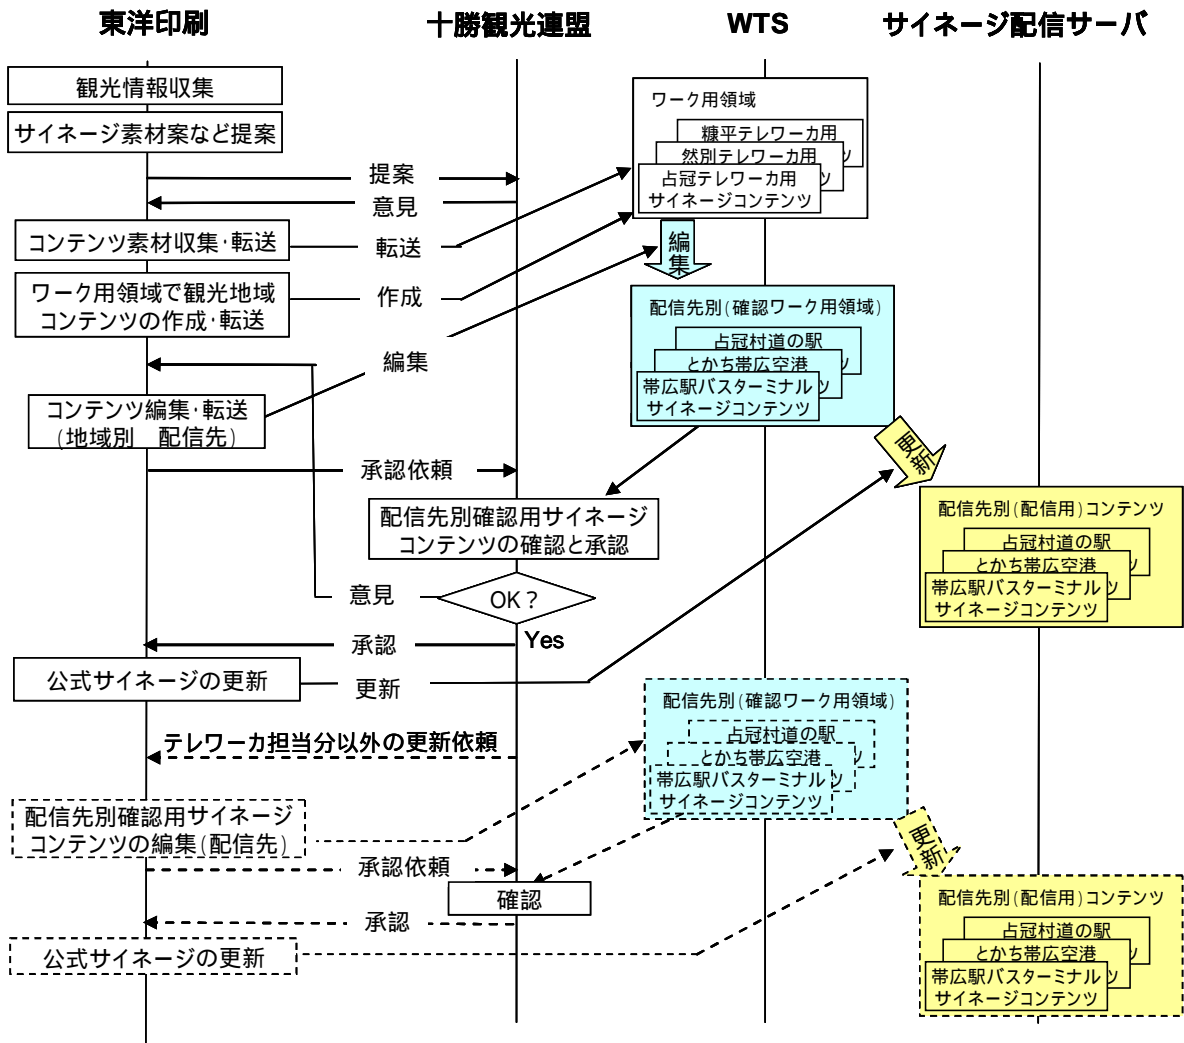 東洋印刷
十勝観光連盟
WTS
サイネージ配信サーバ
観光情報収集
サイネージ素材案など提案
提案
意見
ワーク用領域
糠平テレワーカ用
然別テレワーカ用
ツ
占冠テレワーカ用
ツ
サイネージコンテンツ
コンテンツ素材収集・転送
転送
編集
ワーク用領域で観光地域
コンテンツの作成・転送
作成
配信先別(確認ワーク用領域)
占冠村道の駅
とかち帯広空港
ツ
帯広駅バスターミナル
ツ
サイネージコンテンツ
編集
コンテンツ編集・転送
(地域別 配信先)
更新
承認依頼
配信先別確認用サイネージ
コンテンツの確認と承認
配信先別(配信用)コンテンツ
占冠村道の駅
とかち帯広空港
ツ
帯広駅バスターミナル
ツ
サイネージコンテンツ
意見
OK?
Yes
承認
公式サイネージの更新
更新
配信先別(確認ワーク用領域)
占冠村道の駅
とかち帯広空港
ツ
帯広駅バスターミナル
ツ
サイネージコンテンツ
テレワーカ担当分以外の更新依頼
配信先別確認用サイネージ
コンテンツの編集(配信先)
更新
承認依頼
確認
承認
配信先別(配信用)コンテンツ
占冠村道の駅
とかち帯広空港
ツ
帯広駅バスターミナル
ツ
サイネージコンテンツ
公式サイネージの更新